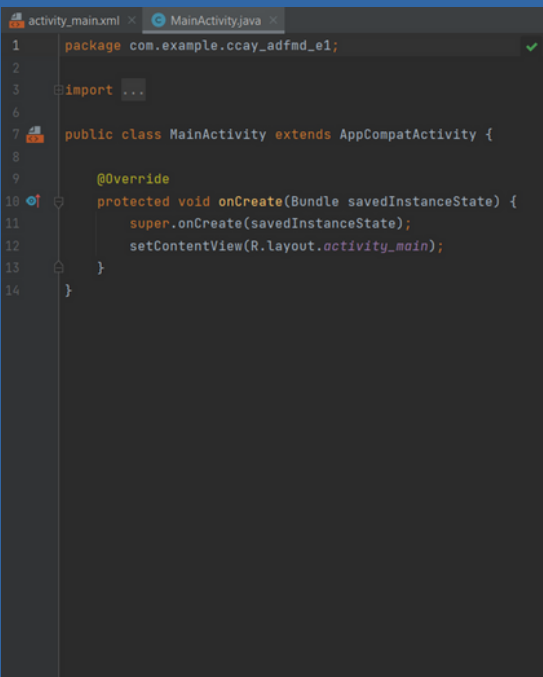 activity_main.xml × MainActivity.java ×
1 package com.example.ccay_adfmd_e1;
2
3 import ...
6
7 public class MainActivity extends AppCompatActivity {
8
9 @Override
10 protected void onCreate(Bundle savedInstanceState) {
11 super.onCreate(savedInstanceState);
12 setContentView(R.layout.activity_main);
13 }
14 }